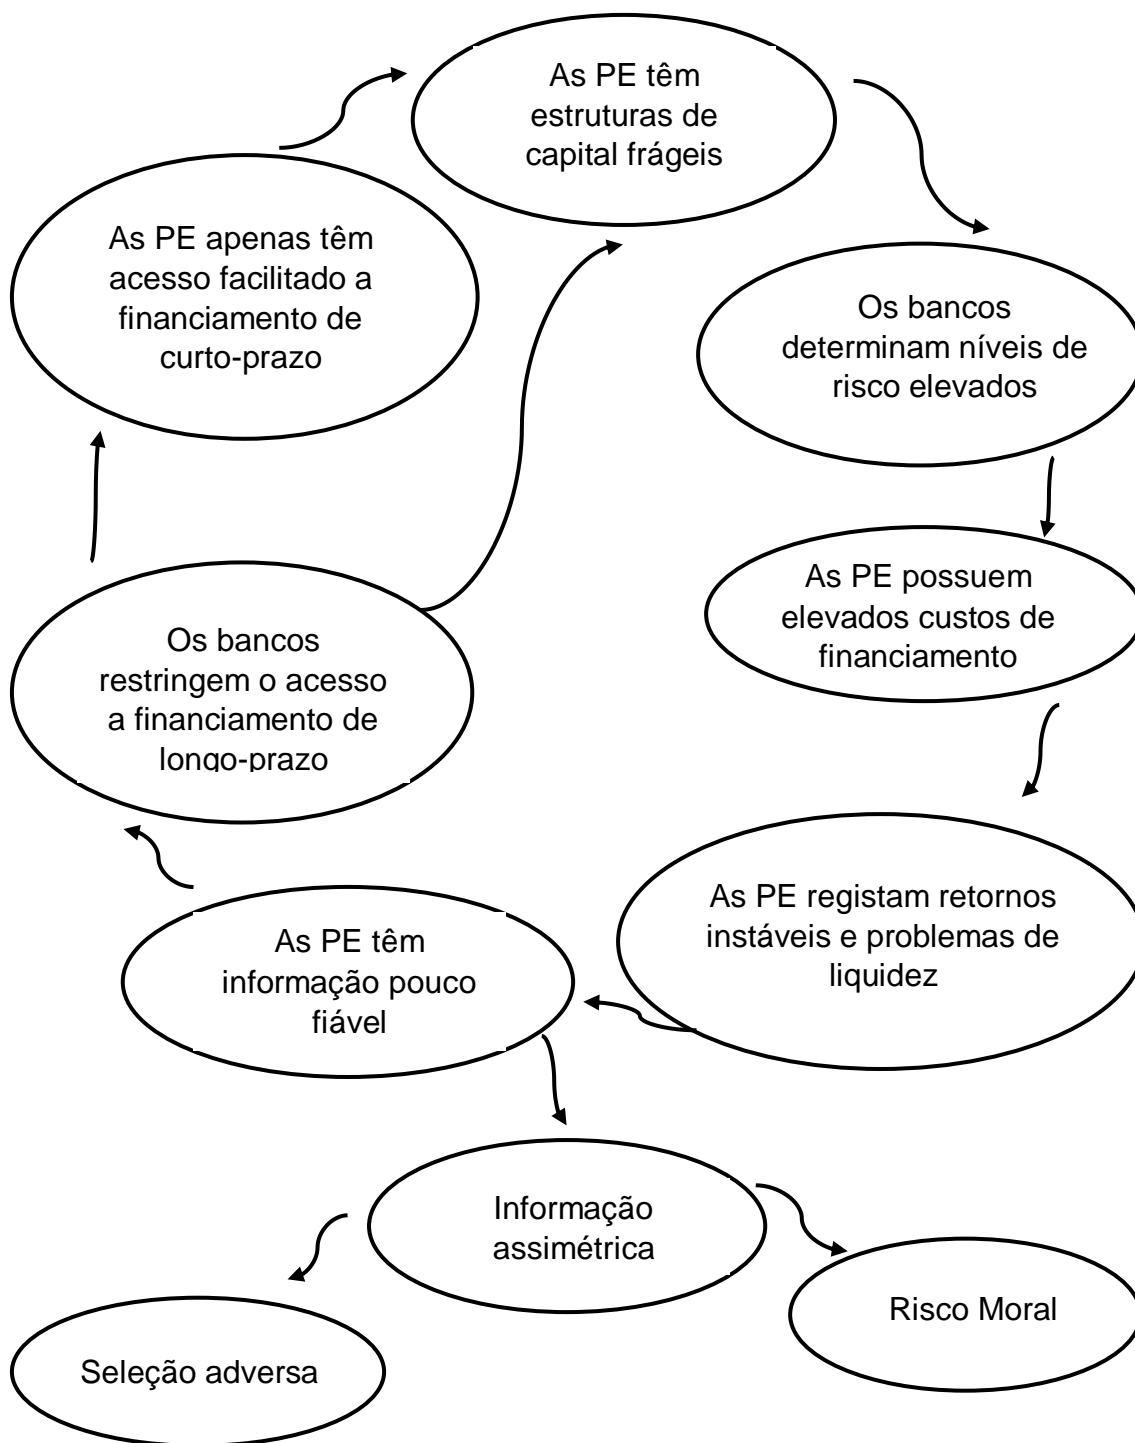 As PE têm
estruturas de
capital frágeis
As PE apenas têm
acesso facilitado a
financiamento de
curto-prazo
Os bancos
determinam níveis de
risco elevados
As PE possuem
elevados custos de
financiamento
Os bancos
restringem o acesso
a financiamento de
longo-prazo
As PE registam retornos
instáveis e problemas de
liquidez
As PE têm
informação pouco
fiável
Informação
assimétrica
Risco Moral
Seleção adversa